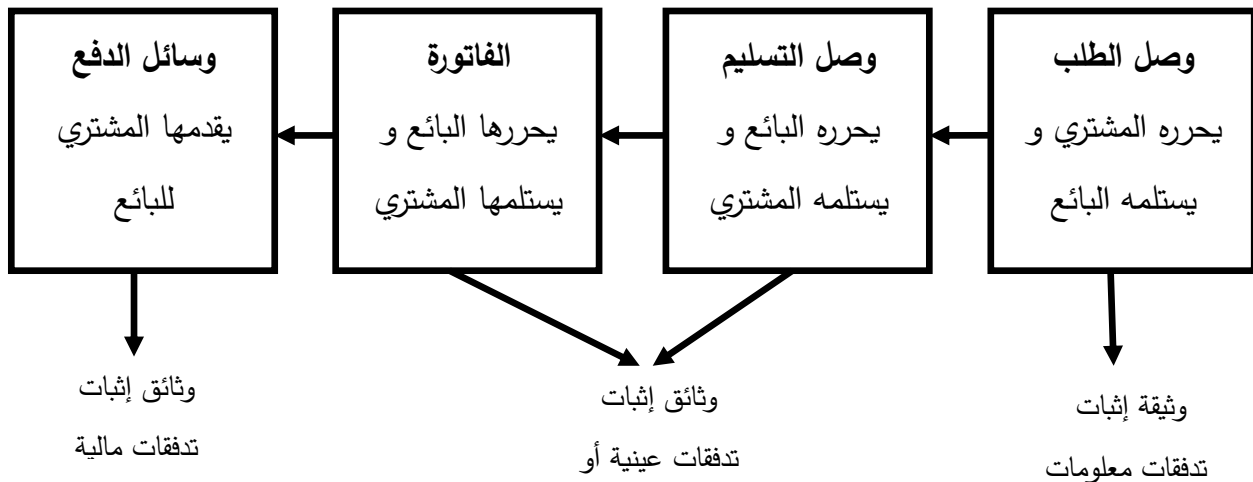 وصل الطلب
يحرره المشتري و
يستلمه البائع
وصل التسليم
يحرره البائع و
يستلمه المشتري
الفاتورة
يحررها البائع و
يستلمها المشتري
وسائل الدفع
يقدمها المشتري
للبائع
وثيقة إثبات
تدفقات معلومات
وثائق إثبات
تدفقات عينية أو
وثائق إثبات
تدفقات مالية